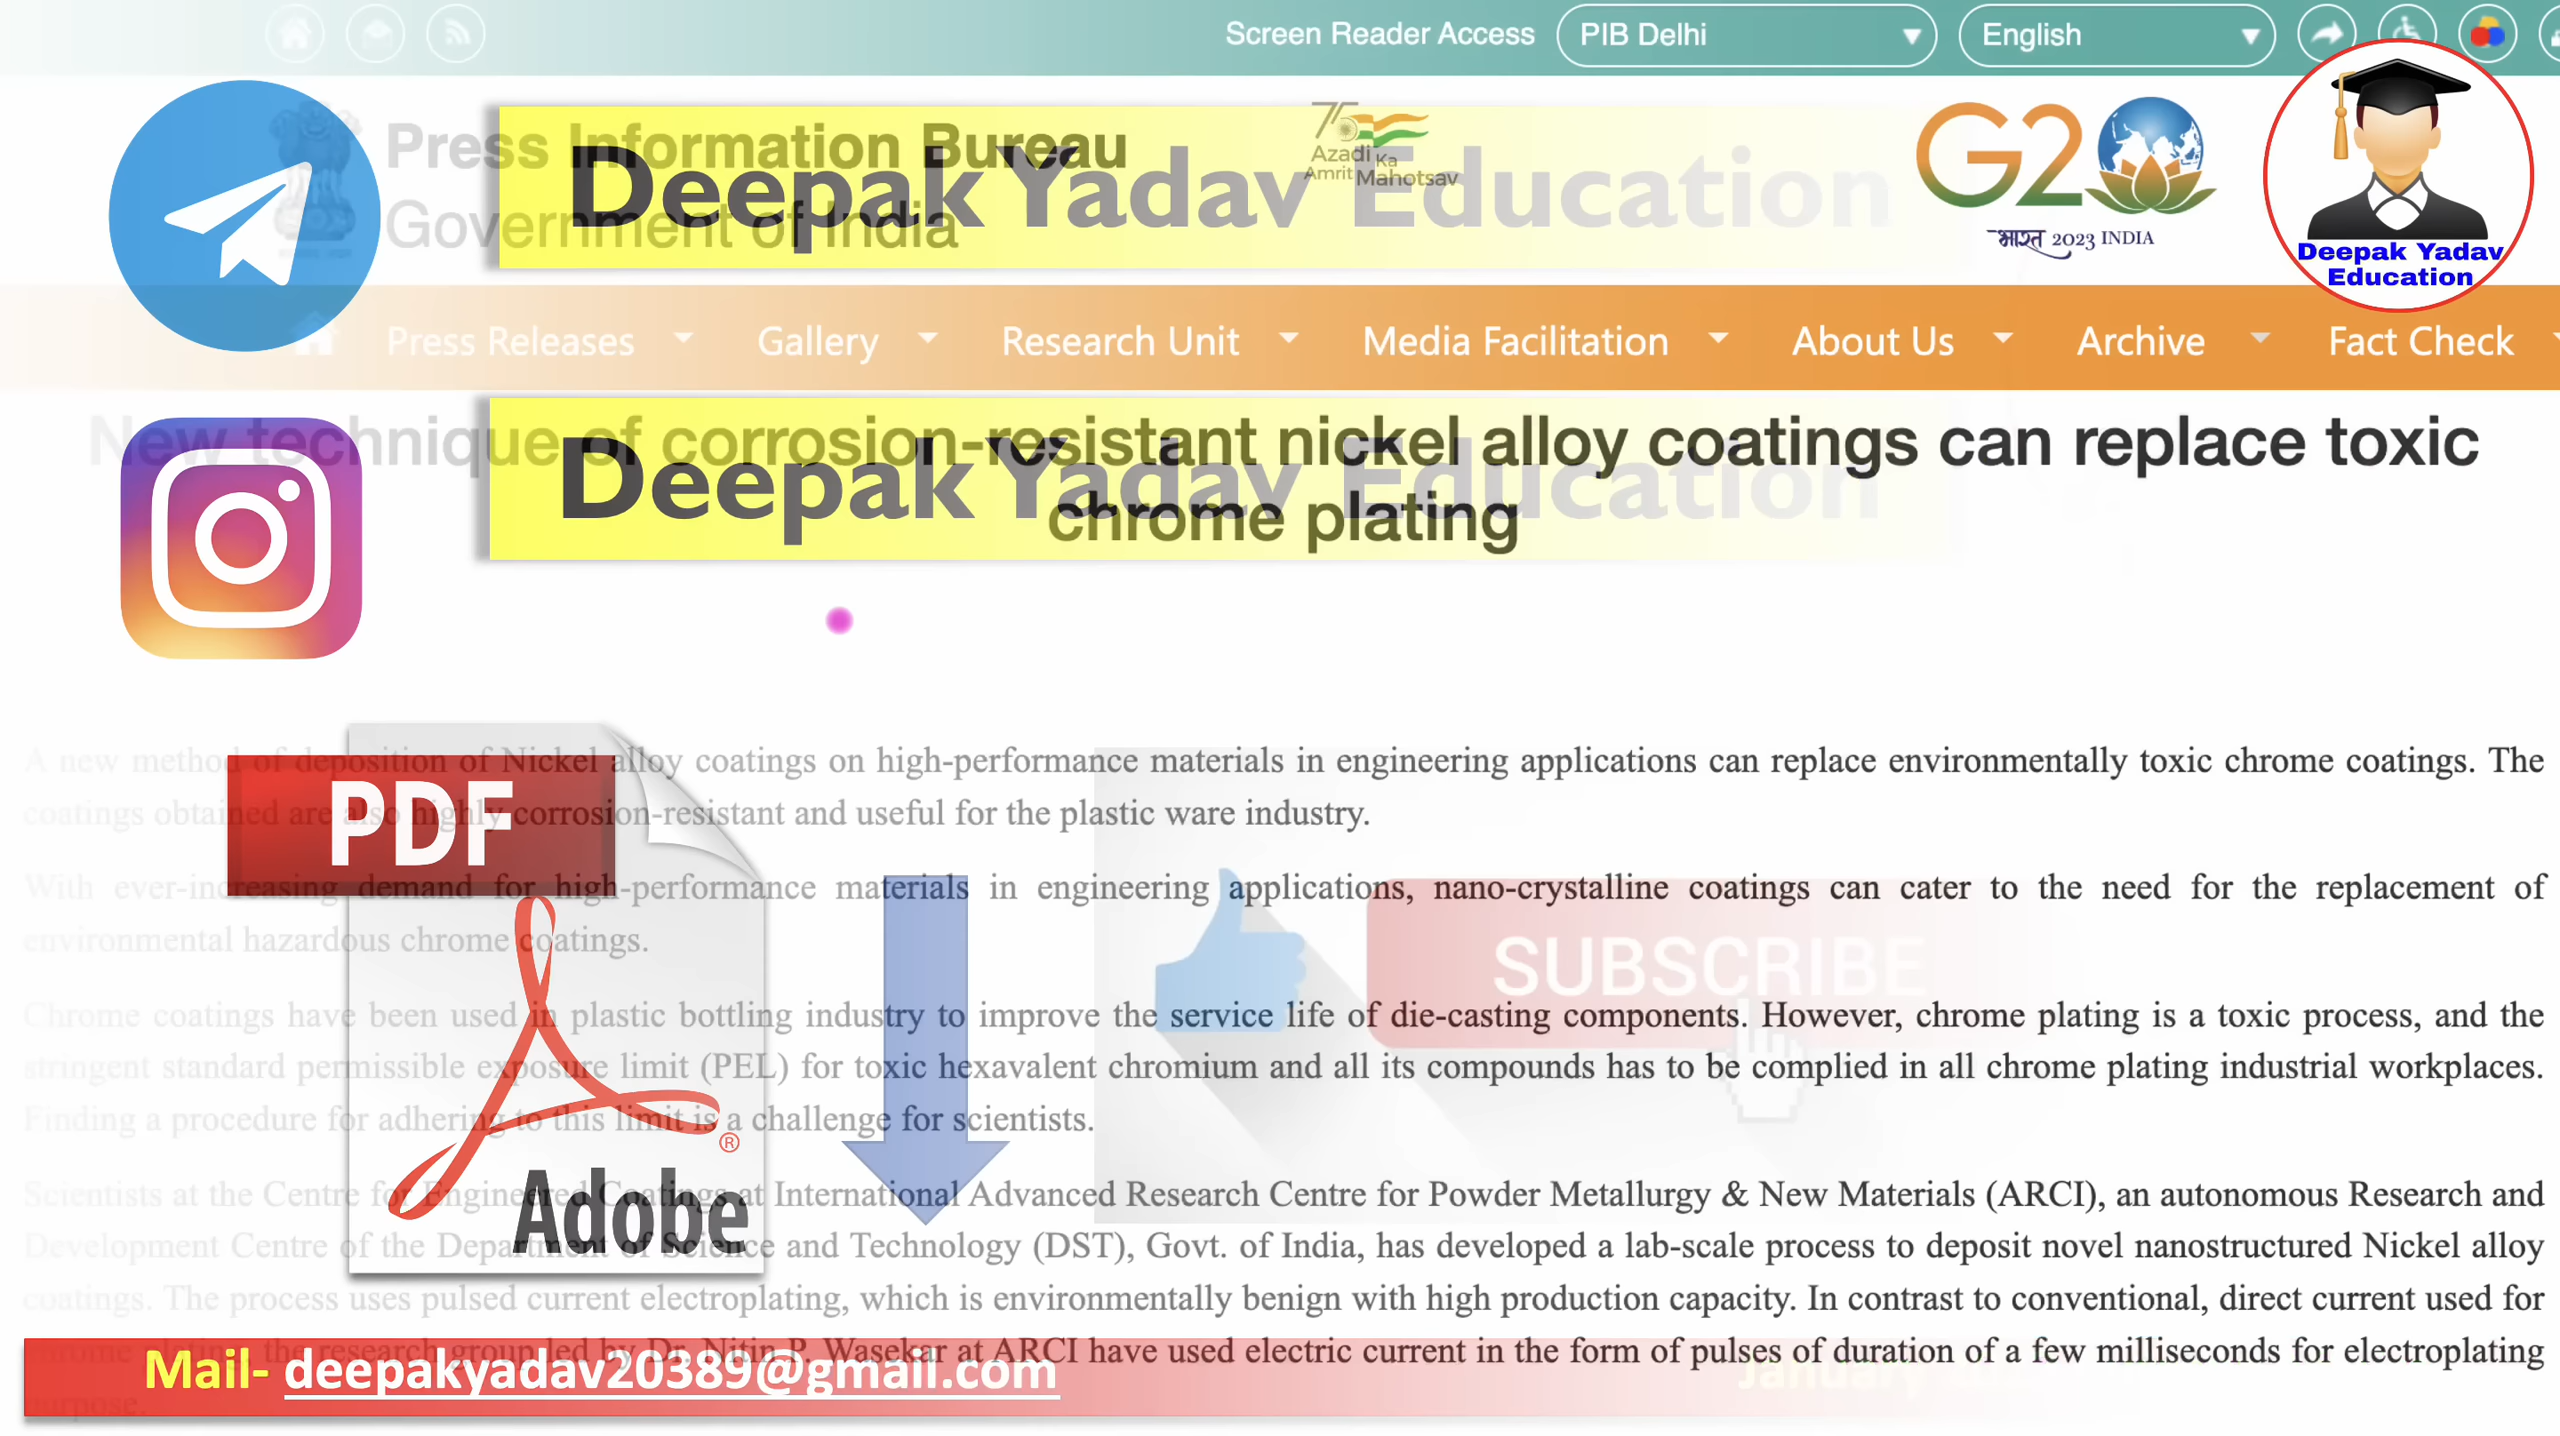 Screen Reader Access PIB Delhi English
Press Information Bureau
Government of India
Deepak Yadav Education
Azadi Ka
Amrit Mahotsav
G20
भारत 2023 INDIA
Deepak Yadav
Education
Press Releases Gallery Research Unit Media Facilitation About Us Archive Fact Check
New technique of corrosion-resistant nickel alloy coatings can replace toxic
chrome plating
Deepak Yadav Education
A new method of deposition of Nickel alloy coatings on high-performance materials in engineering applications can replace environmentally toxic chrome coatings. The
coatings obtained are also highly corrosion-resistant and useful for the plastic ware industry.
With ever-increasing demand for high-performance materials in engineering applications, nano-crystalline coatings can cater to the need for the replacement of
environmental hazardous chrome coatings.
Chrome coatings have been used in plastic bottling industry to improve the service life of die-casting components. However, chrome plating is a toxic process, and the
stringent standard permissible exposure limit (PEL) for toxic hexavalent chromium and all its compounds has to be complied in all chrome plating industrial workplaces.
Finding a procedure for adhering to this limit is a challenge for scientists.
Scientists at the Centre for Engineered Coatings at International Advanced Research Centre for Powder Metallurgy & New Materials (ARCI), an autonomous Research and
Development Centre of the Department of Science and Technology (DST), Govt. of India, has developed a lab-scale process to deposit novel nanostructured Nickel alloy
coatings. The process uses pulsed current electroplating, which is environmentally benign with high production capacity. In contrast to conventional, direct current used for
the research group led by Dr. Nitin P. Wasekar at ARCI have used electric current in the form of pulses of duration of a few milliseconds for electroplating
purpose.
PDF
Adobe
®
SUBSCRIBE
Mail- deepakyadav20389@gmail.com
January